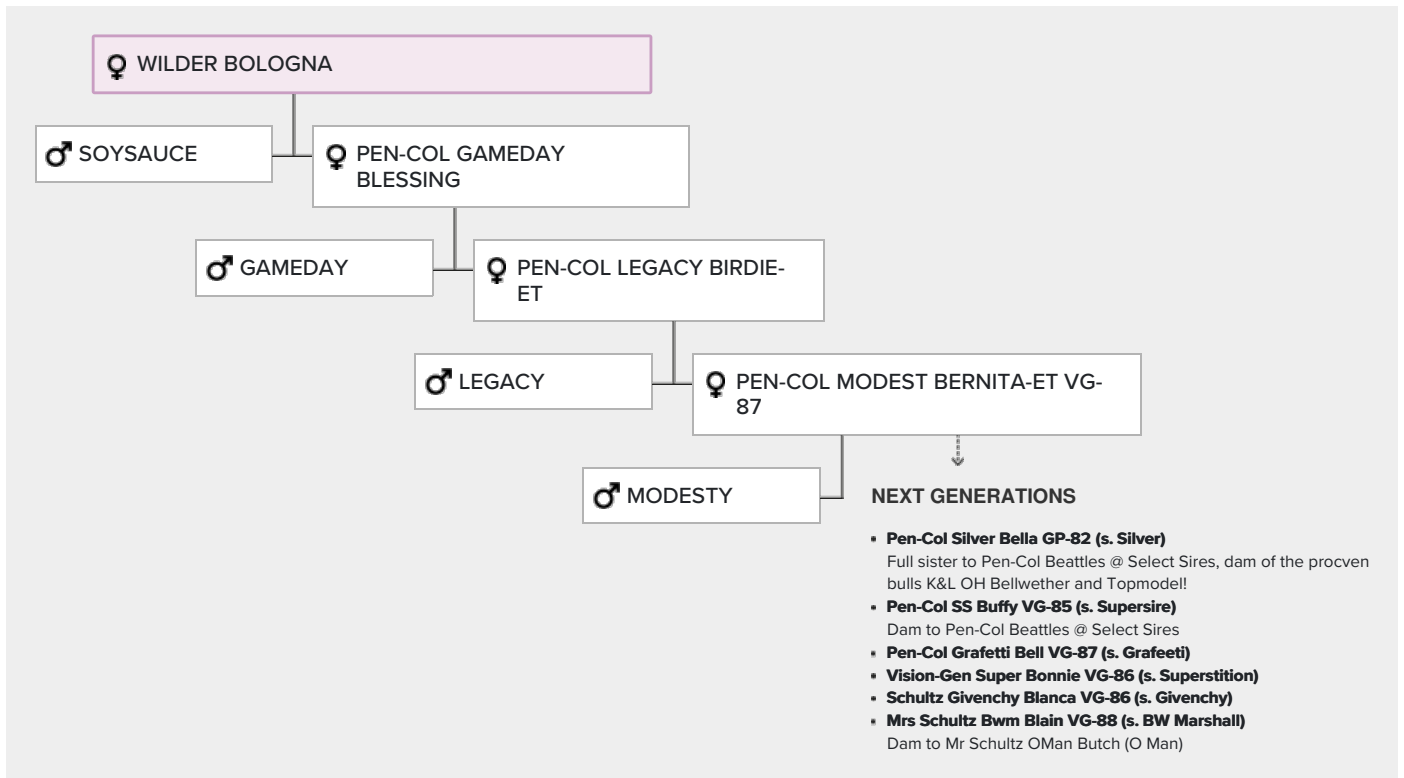 WILDER BOLOGNA
SOYSAUCE
PEN-COL GAMEDAY
BLESSING
GAMEDAY
PEN-COL LEGACY BIRDIE-
ET
LEGACY
PEN-COL MODEST BERNITA-ET VG-
87
MODESTY
NEXT GENERATIONS
Pen-Col Silver Bella GP-82 (s. Silver)
Full sister to Pen-Col Beattles @ Select Sires, dam of the procven
bulls K&L OH Bellwether and Topmodel!
Pen-Col SS Buffy VG-85 (s. Supersire)
Dam to Pen-Col Beattles @ Select Sires
Pen-Col Grafetti Bell VG-87 (s. Grafeeti)
Vision-Gen Super Bonnie VG-86 (s. Superstition)
Schultz Givenchy Blanca VG-86 (s. Givenchy)
Mrs Schultz Bwm Blain VG-88 (s. BW Marshall)
Dam to Mr Schultz OMan Butch (O Man)